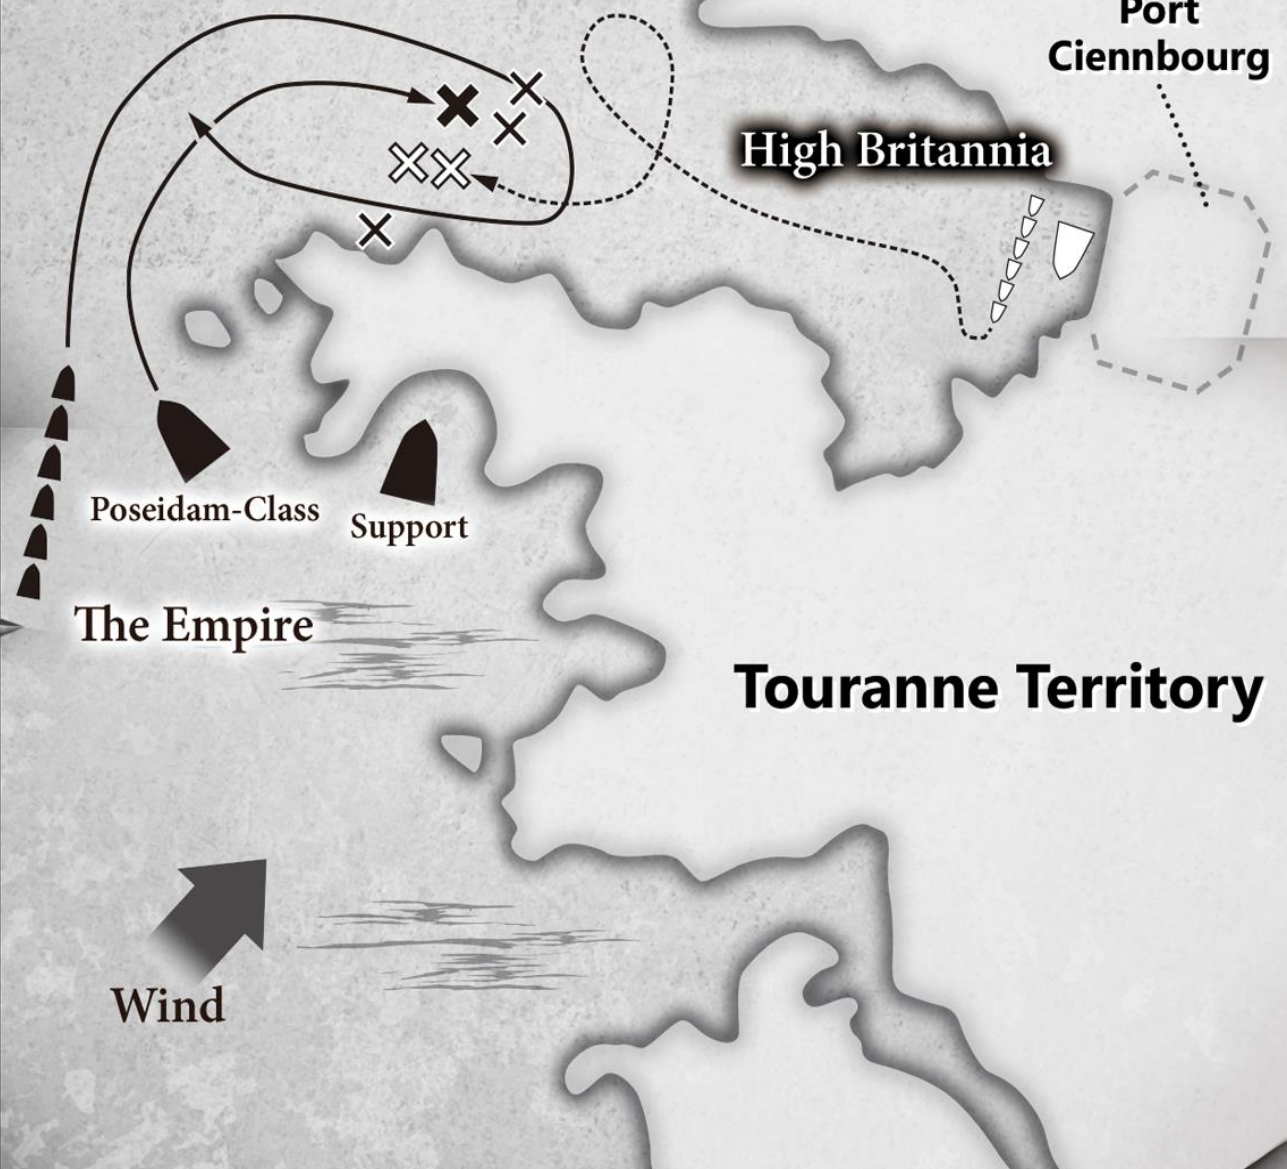 Port
Ciennbourg
High Britannia
Poseidam-Class
Support
The Empire
Touranne Territory
Wind